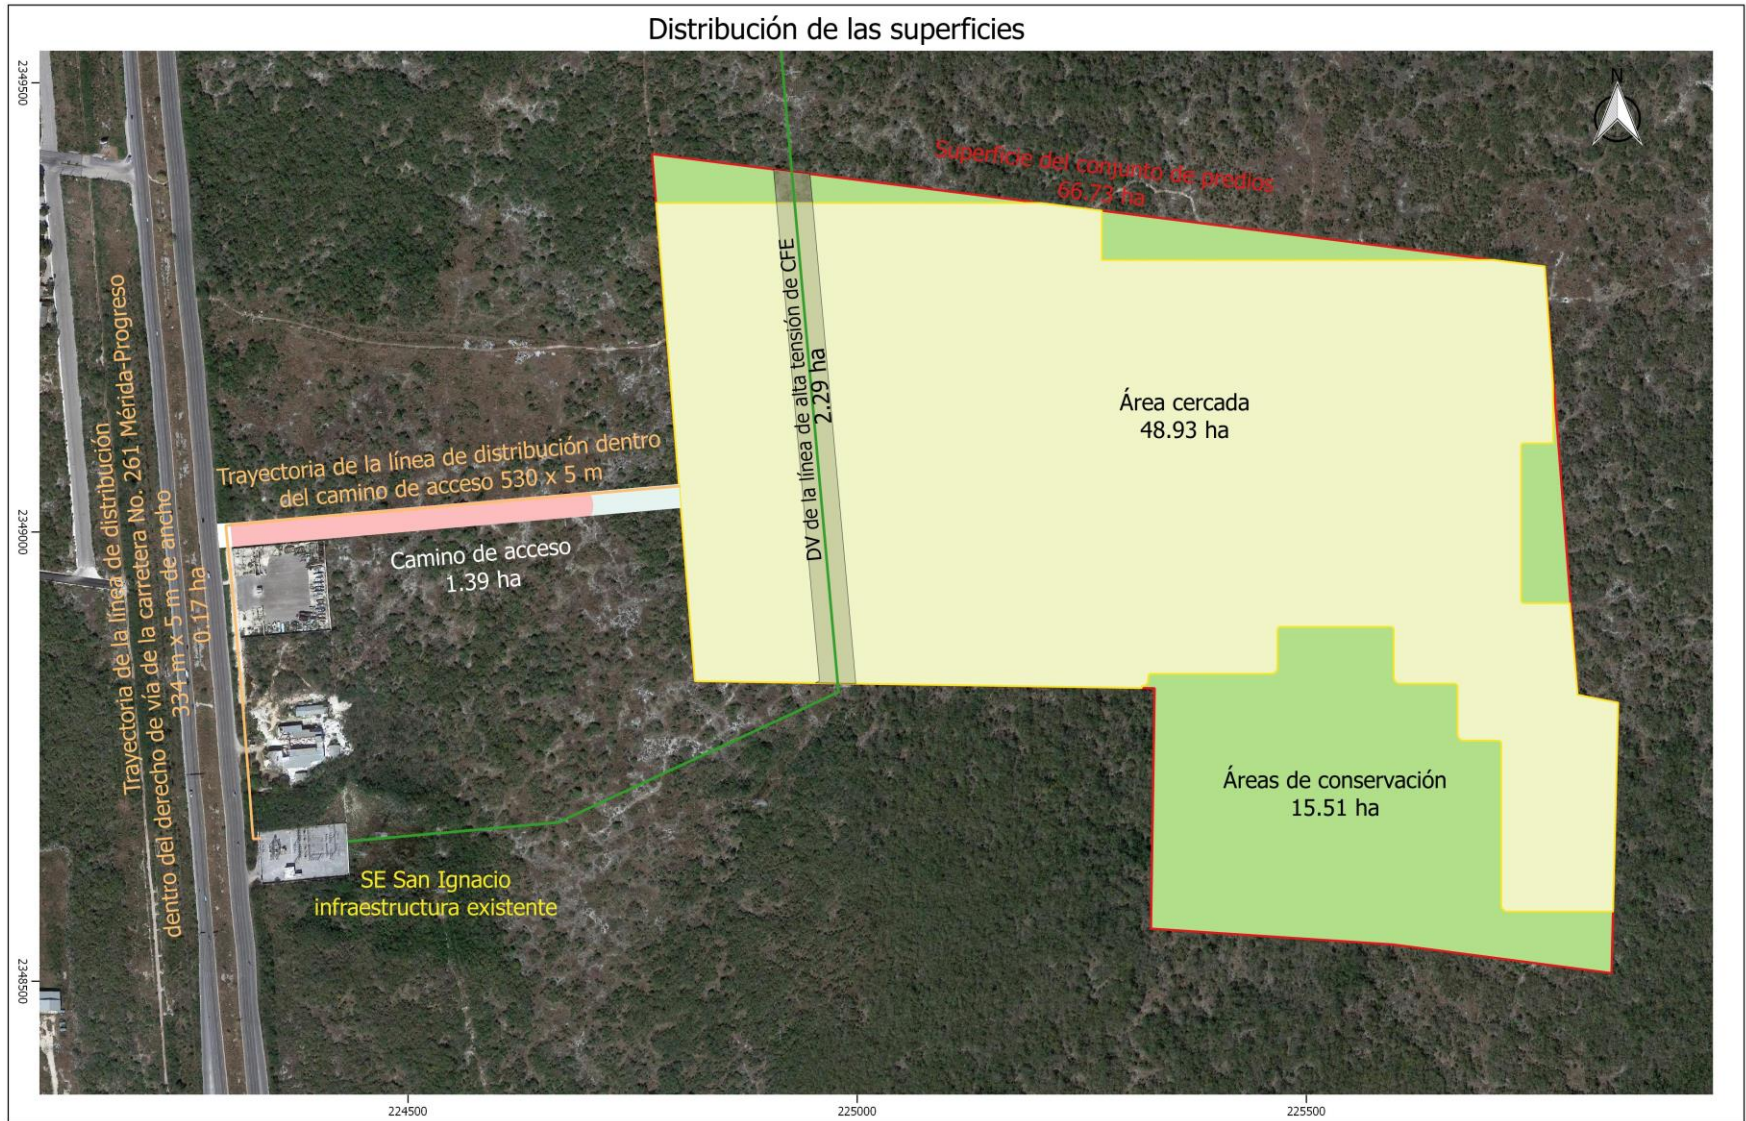 Distribución de las superficies
N
Superficie del conjunto de predios
66.73 ha
DV de la línea de alta tensión de CFE
2.29 ha
Área cercada
48.93 ha
Trayectoria de la línea de distribución dentro
del camino de acceso 530 x 5 m
Camino de acceso
1.39 ha
Trayectoria de la línea de distribución
dentro del derecho de vía de la carretera No. 261 Mérida-Progreso
334 m x 5 m de ancho
0.17 ha
Áreas de conservación
15.51 ha
SE San Ignacio
infraestructura existente
2349500
2349000
2348500
224500
225000
225500